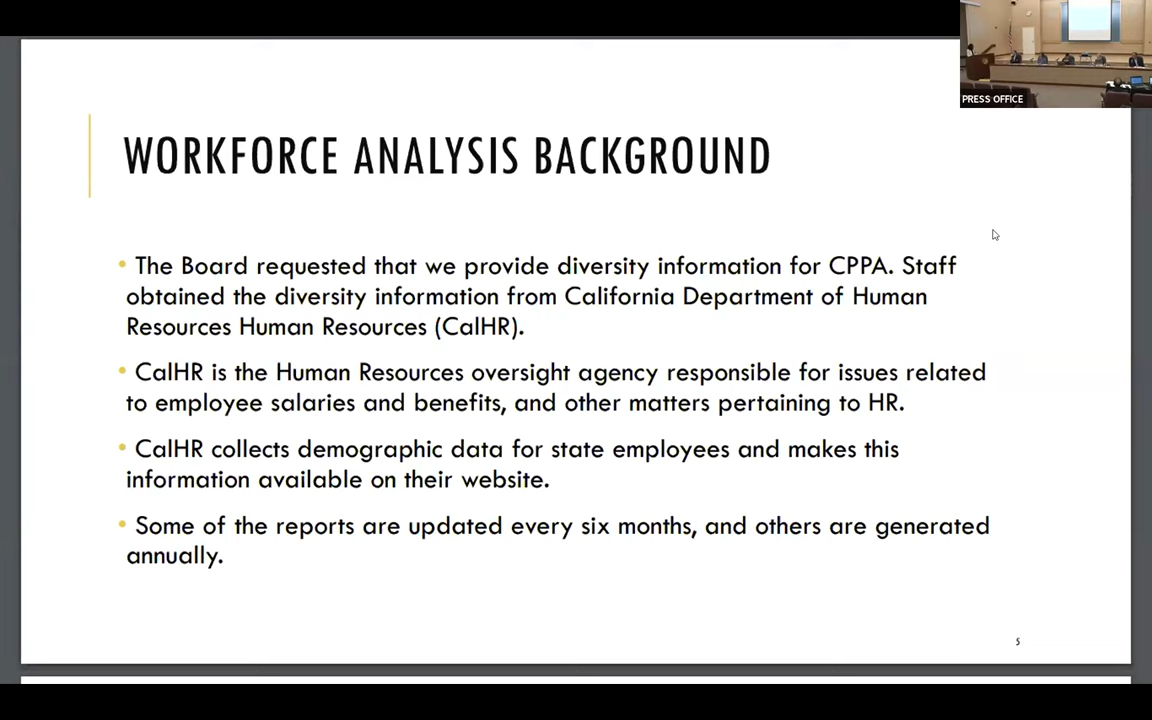 PRESS OFFICE
WORKFORCE ANALYSIS BACKGROUND
• The Board requested that we provide diversity information for CPPA. Staff
obtained the diversity information from California Department of Human
Resources Human Resources (CalHR).
• CalHR is the Human Resources oversight agency responsible for issues related
to employee salaries and benefits, and other matters pertaining to HR.
• CalHR collects demographic data for state employees and makes this
information available on their website.
• Some of the reports are updated every six months, and others are generated
annually.
5